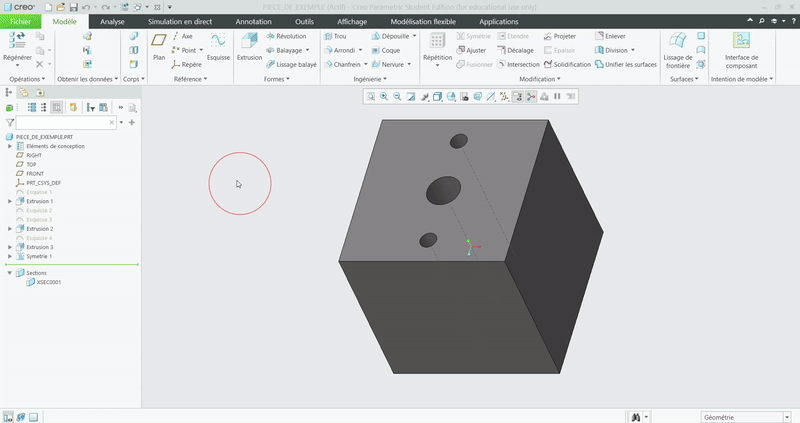 creo
PIECE_DE_EXEMPLE (Actif) - Creo Parametric Student Edition (for educational use only)
Fichier Modèle Analyse Simulation en direct Annotation Outils Affichage Modélisation flexible Applications
Régénérer
Opérations
Obtenir les données
Corps
Plan
Axe
Point
Repère
Esquisse
Référence
Extrusion
Révolution
Balayage
Lissage balayé
Formes
Trou
Arrondi
Chanfrein
Dépouille
Coque
Nervure
Ingénierie
Répétition
Symétrie
Ajuster
Fusionner
Etendre
Décalage
Intersection
Projeter
Epaissir
Solidification
Enlever
Division
Unifier les surfaces
Modification
Lissage de
frontière
Surfaces
Interface de
composant
Intention de modèle
PIECE_DE_EXEMPLE.PRT
Eléments de conception
RIGHT
TOP
FRONT
PRT_CSYS_DEF
Esquisse 1
Extrusion 1
Esquisse 2
Esquisse 3
Extrusion 2
Esquisse 4
Extrusion 3
Symetrie 1
Sections
XSEC0001
Géométrie